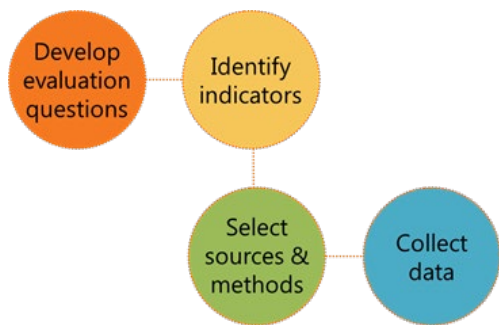 Develop
evaluation
questions
Identify
indicators
Select
sources &
methods
Collect
data